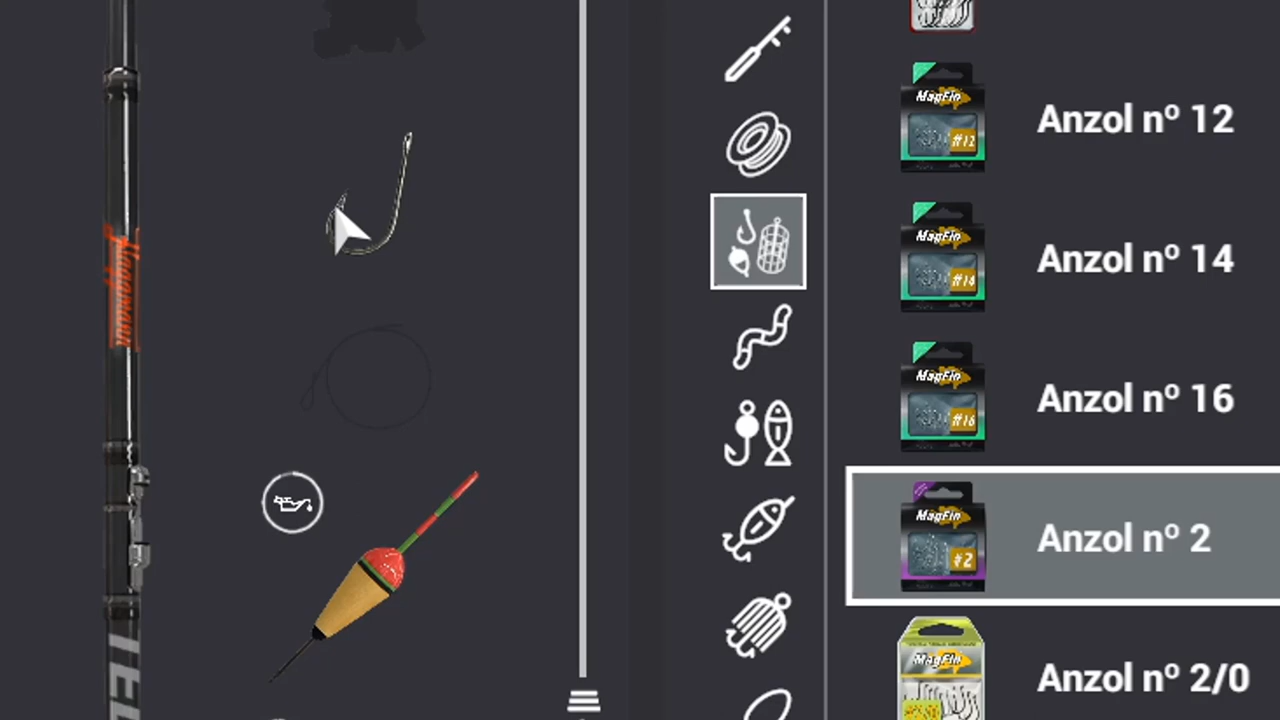 MagFin
#12
Anzol nº 12
MagFin
#14
Anzol nº 14
MagFin
#16
Anzol nº 16
MagFin
#2
Anzol nº 2
MagFin
Anzol nº 2/0